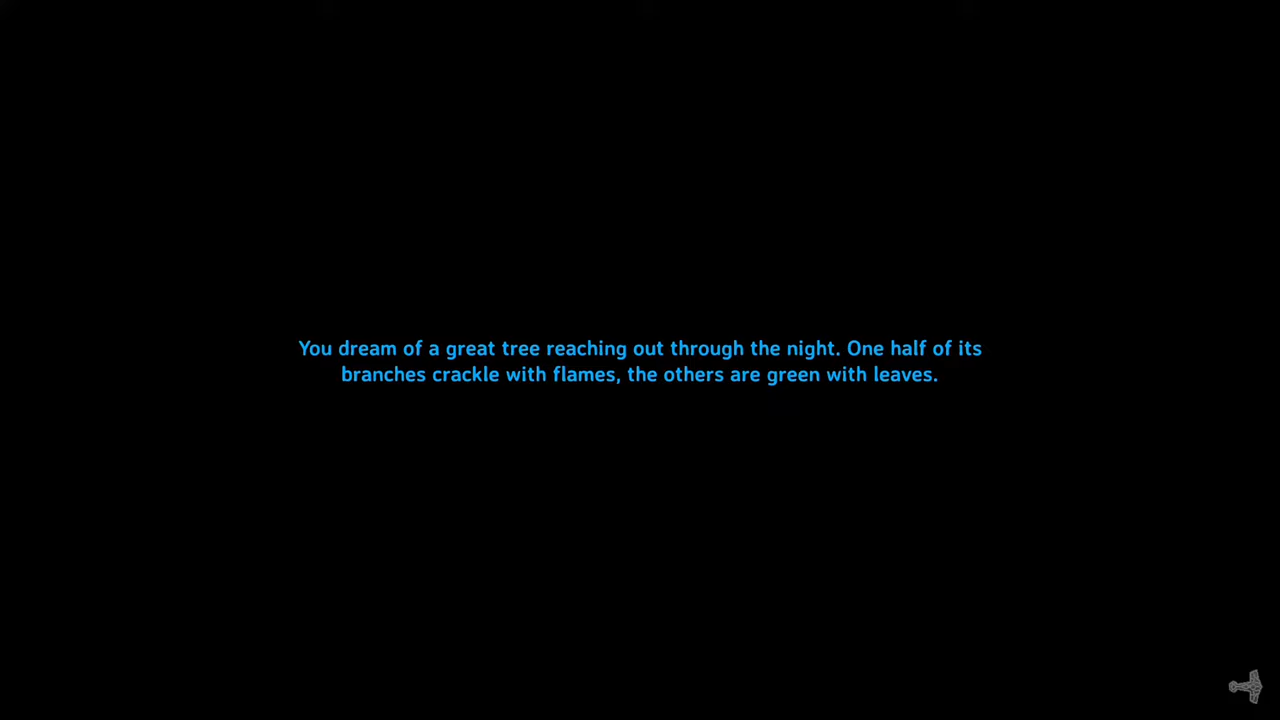 You dream of a great tree reaching out through the night. One half of its
branches crackle with flames, the others are green with leaves.